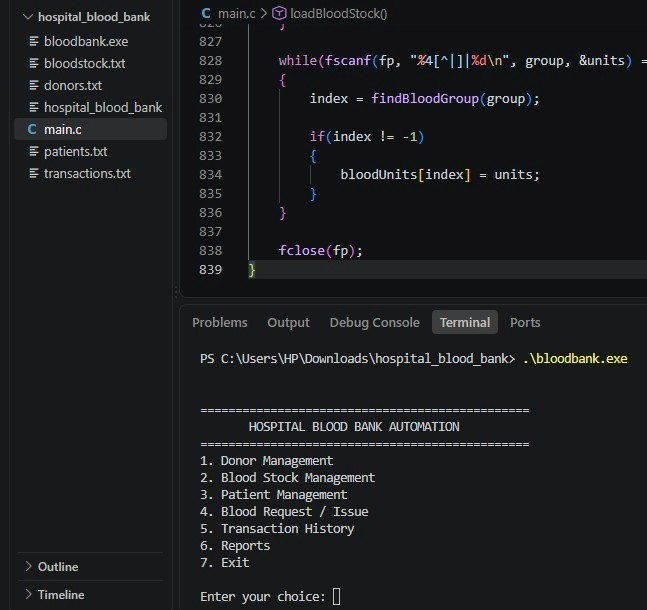 hospital_blood_bank
bloodbank.exe
bloodstock.txt
donors.txt
hospital_blood_bank
C main.c
patients.txt
transactions.txt
Outline
Timeline
C main.c > loadBloodStock()
826 }
827
828 while(fscanf(fp, "%4[^|]|%d\n", group, &units) =
829 {
830 index = findBloodGroup(group);
831
832 if(index != -1)
833 {
834 bloodUnits[index] = units;
835 }
836 }
837
838 fclose(fp);
839 }
Problems Output Debug Console Terminal Ports
PS C:\Users\HP\Downloads\hospital_blood_bank> .\bloodbank.exe
===============================================
HOSPITAL BLOOD BANK AUTOMATION
===============================================
1. Donor Management
2. Blood Stock Management
3. Patient Management
4. Blood Request / Issue
5. Transaction History
6. Reports
7. Exit
Enter your choice: